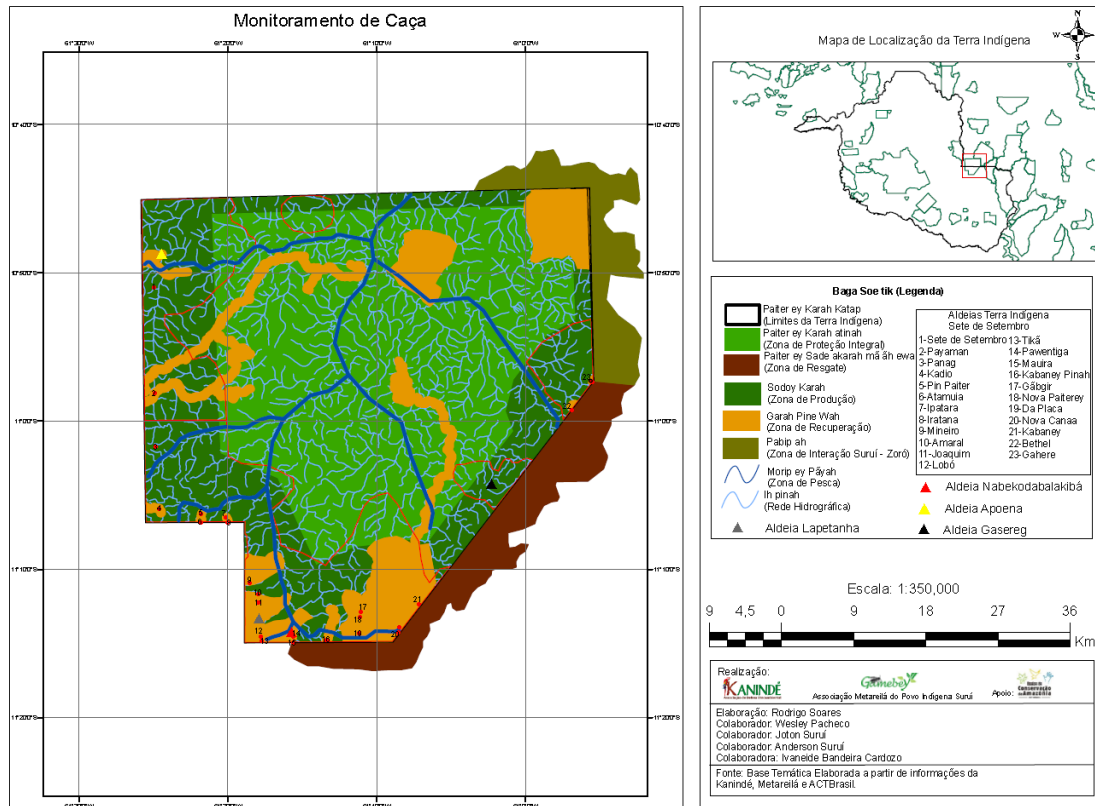 Monitoramento de Caça
61°20'0"W
61°10'0"W
Mapa de Localização da Terra Indígena
N
W
S
Baga Soe tik (Legenda)
Paiter ey Karah Katap
(Limites da Terra Indígena)
Paiter ey Karah atinah
(Zona de Proteção Integral)
Paiter ey Sade akarah mã áh ewa
(Zona de Resgate)
Sodoy Karah
(Zona de Produção)
Garah Pine Wah
(Zona de Recuperação)
Pabip ah
(Zona de Interação Suruí - Zoró)
Morip ey Pãyah
(Zona de Pesca)
Ih pinah
(Rede Hidrográfica)
Aldeia Lapetanha
Aldeias Terra Indígena
Sete de Setembro
1-Sete de Setembro
2-Payaman
3-Panag
4-Kadio
5-Pin Paiter
6-Atamuia
7-Ipatara
8-Iratana
9-Mineiro
10-Amaral
11-Joaquim
12-Lobó
13-Tikã
14-Pawentiga
15-Mauira
16-Kabaney Pinah
17-Gãbgir
18-Nova Paiterey
19-Da Placa
20-Nova Canaa
21-Kabaney
22-Bethel
23-Gahere
Aldeia Nabekodabalakibá
Aldeia Apoena
Aldeia Gasereg
Escala: 1:350,000
9 4,5 0 9 18 27 36
Km
Realização:
KANINDÉ
Gamebey
Associação Metareilá do Povo Indígena Suruí
Apoio:
Elaboração: Rodrigo Soares
Colaborador: Wesley Pacheco
Colaborador: Joton Suruí
Colaborador: Anderson Suruí
Colaboradora: Ivaneide Bandeira Cardozo
Fonte: Base Temática Elaborada a partir de informações da
Kanindé, Metareilá e ACTBrasil.